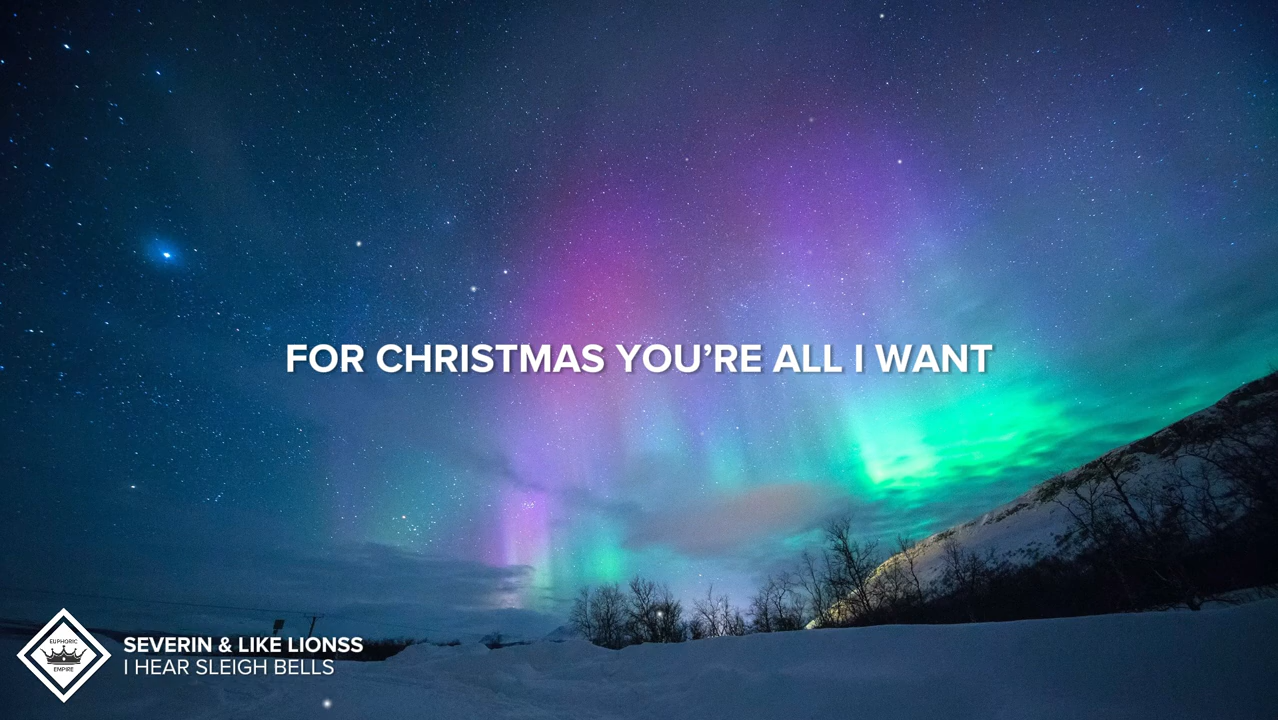 FOR CHRISTMAS YOU’RE ALL I WANT
EUPHORIC
EMPIRE
SEVERIN & LIKE LIONSS
I HEAR SLEIGH BELLS